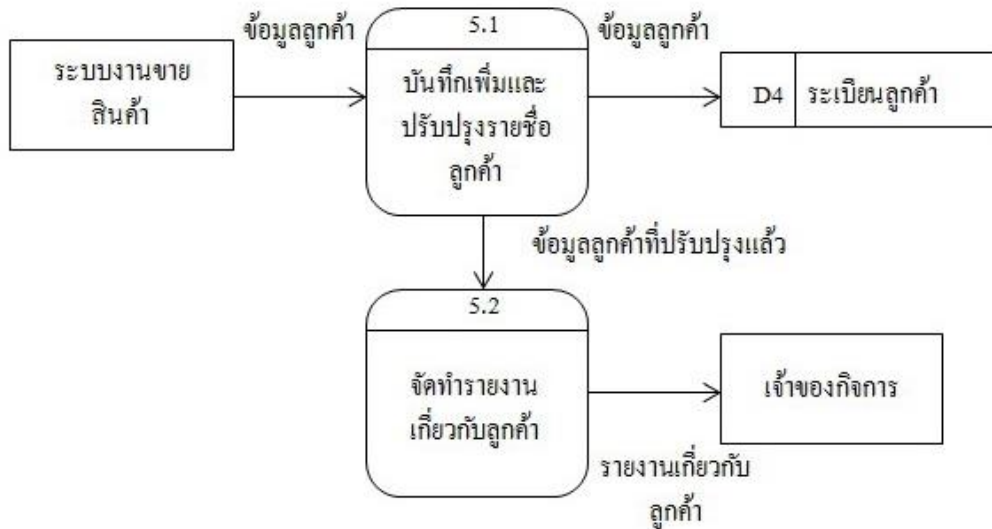 ข้อมูลลูกค้า
5.1
ข้อมูลลูกค้า
ระบบงานขาย
สินค้า
บันทึกเพิ่มและ
ปรับปรุงรายชื่อ
ลูกค้า
D4
ระเบียนลูกค้า
ข้อมูลลูกค้าที่ปรับปรุงแล้ว
5.2
จัดทำรายงาน
เกี่ยวกับลูกค้า
เจ้าของกิจการ
รายงานเกี่ยวกับ
ลูกค้า